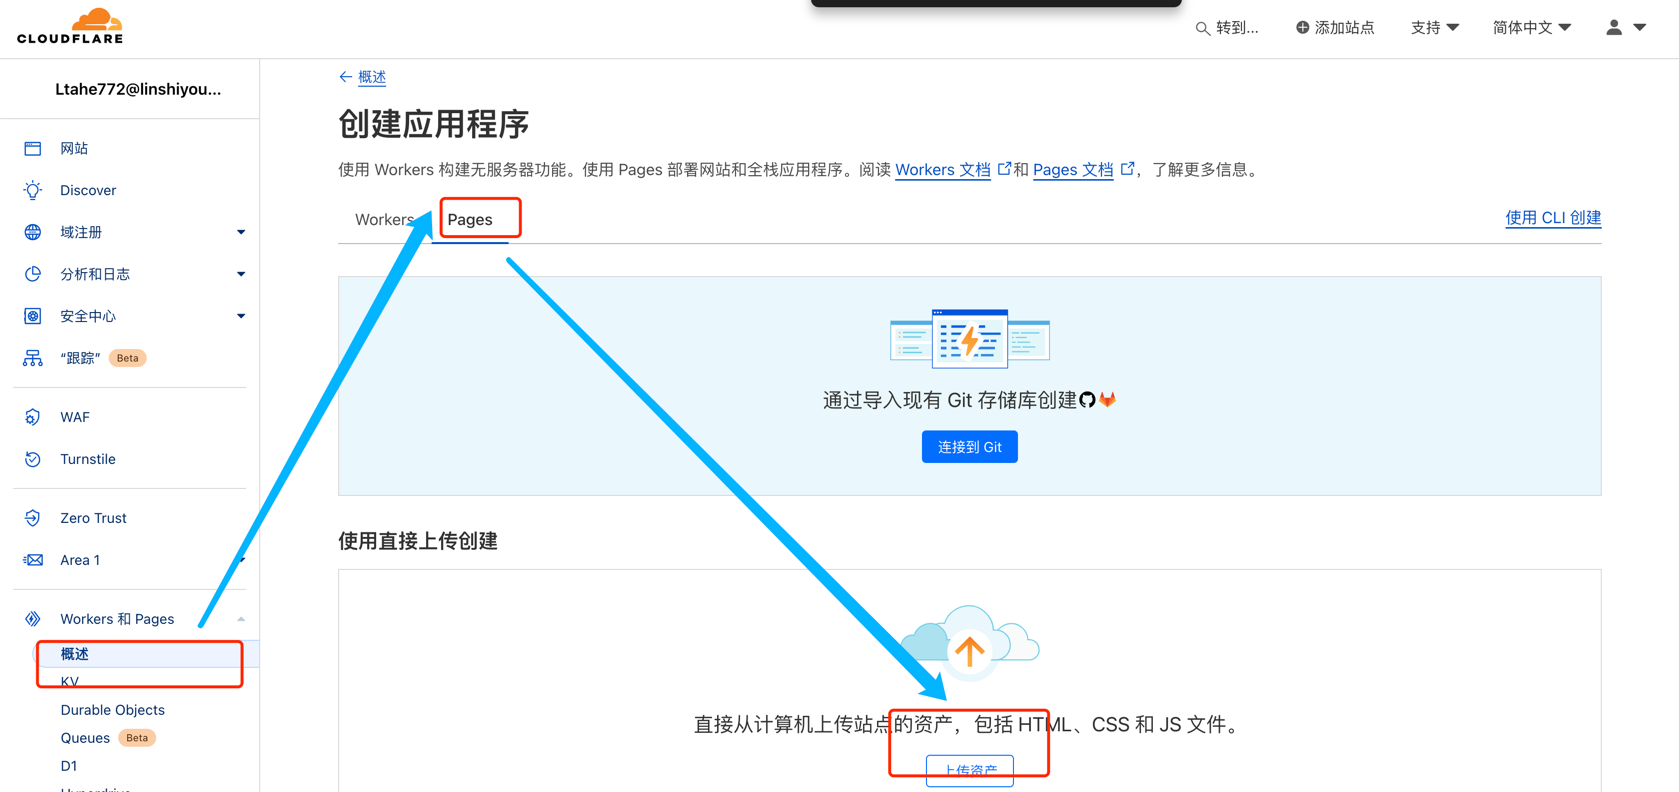 CLOUDFLARE
转到...
添加站点
支持
简体中文
Ltahe772@linshiyou...
网站
Discover
域注册
分析和日志
安全中心
“跟踪” Beta
WAF
Turnstile
Zero Trust
Area 1
Workers 和 Pages
概述
KV
Durable Objects
Queues Beta
D1
Hyperdrive
概述
创建应用程序
使用 Workers 构建无服务器功能。使用 Pages 部署网站和全栈应用程序。阅读 Workers 文档 和 Pages 文档 ，了解更多信息。
Workers Pages
使用 CLI 创建
通过导入现有 Git 存储库创建
连接到 Git
使用直接上传创建
直接从计算机上传站点的资产，包括 HTML、CSS 和 JS 文件。
上传资产